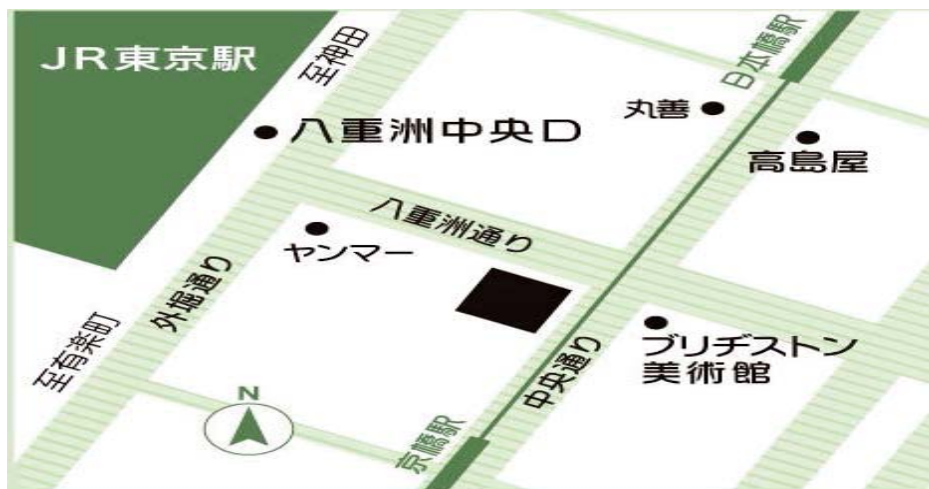 JR東京駅
至神田
八重洲中央口
丸善
日本橋駅
高島屋
八重洲通り
ヤンマー
外堀通り
至有楽町
中央通り
ブリヂストン
美術館
N
京橋駅